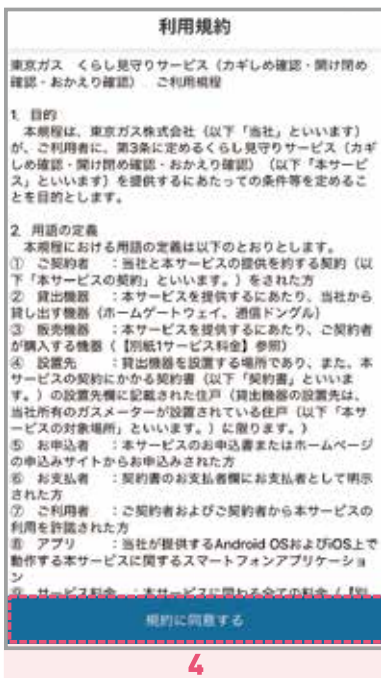 利用規約
東京ガス くらし見守りサービス（カギしめ確認・開け閉め
確認・おかえり確認） ご利用規程
1. 目的
本規程は、東京ガス株式会社（以下「当社」といいます）
が、ご利用者に、第3条に定めるくらし見守りサービス（カギ
しめ確認・開け閉め確認・おかえり確認）（以下「本サービ
ス」といいます）を提供するにあたっての条件等を定めるこ
とを目的とします。
2. 用語の定義
本規程における用語の定義は以下のとおりとします。
① ご契約者 ：当社と本サービスの提供を約する契約（以
下「本サービスの契約」といいます。）をされた方
② 貸出機器 ：本サービスを提供するにあたり、当社から
貸し出す機器（ホームゲートウェイ、通信ドングル）
③ 販売機器 ：本サービスを提供するにあたり、ご契約者
が購入する機器（【別紙1サービス料金】参照）
④ 設置先 ：貸出機器を設置する場所であり、また、本
サービスの契約にかかる契約書（以下「契約書」といいま
す。）の設置先欄に記載された住戸（貸出機器の設置先は、
当社所有のガスメーターが設置されている住戸（以下「本サ
ービスの対象場所」といいます。）に限ります。）
⑤ お申込者 ：本サービスのお申込書またはホームページ
の申込みサイトからお申込みされた方
⑥ お支払者 ：契約書のお支払者欄にお支払者として明示
された方
⑦ ご利用者 ：ご契約者およびご契約者から本サービスの
利用を許諾された方
⑧ アプリ ：当社が提供するAndroid OSおよびiOS上で
動作する本サービスに関するスマートフォンアプリケーショ
ン
⑨ サービス料金 ：本サービスに関わる全ての料金（【別
規約に同意する
4